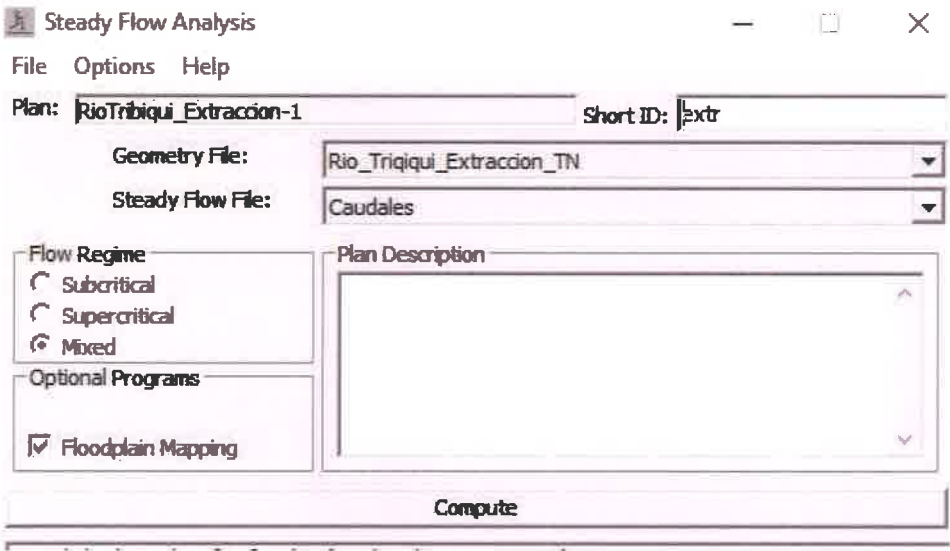 Steady Flow Analysis
File Options Help
Plan: RioTribiqui_Extraccion-1 Short ID: extr
Geometry File: Rio_Triqiqui_Extraccion_TN
Steady Flow File: Caudales
Flow Regime
Subcritical
Supercritical
Mixed
Plan Description
Optional Programs
Floodplain Mapping
Compute